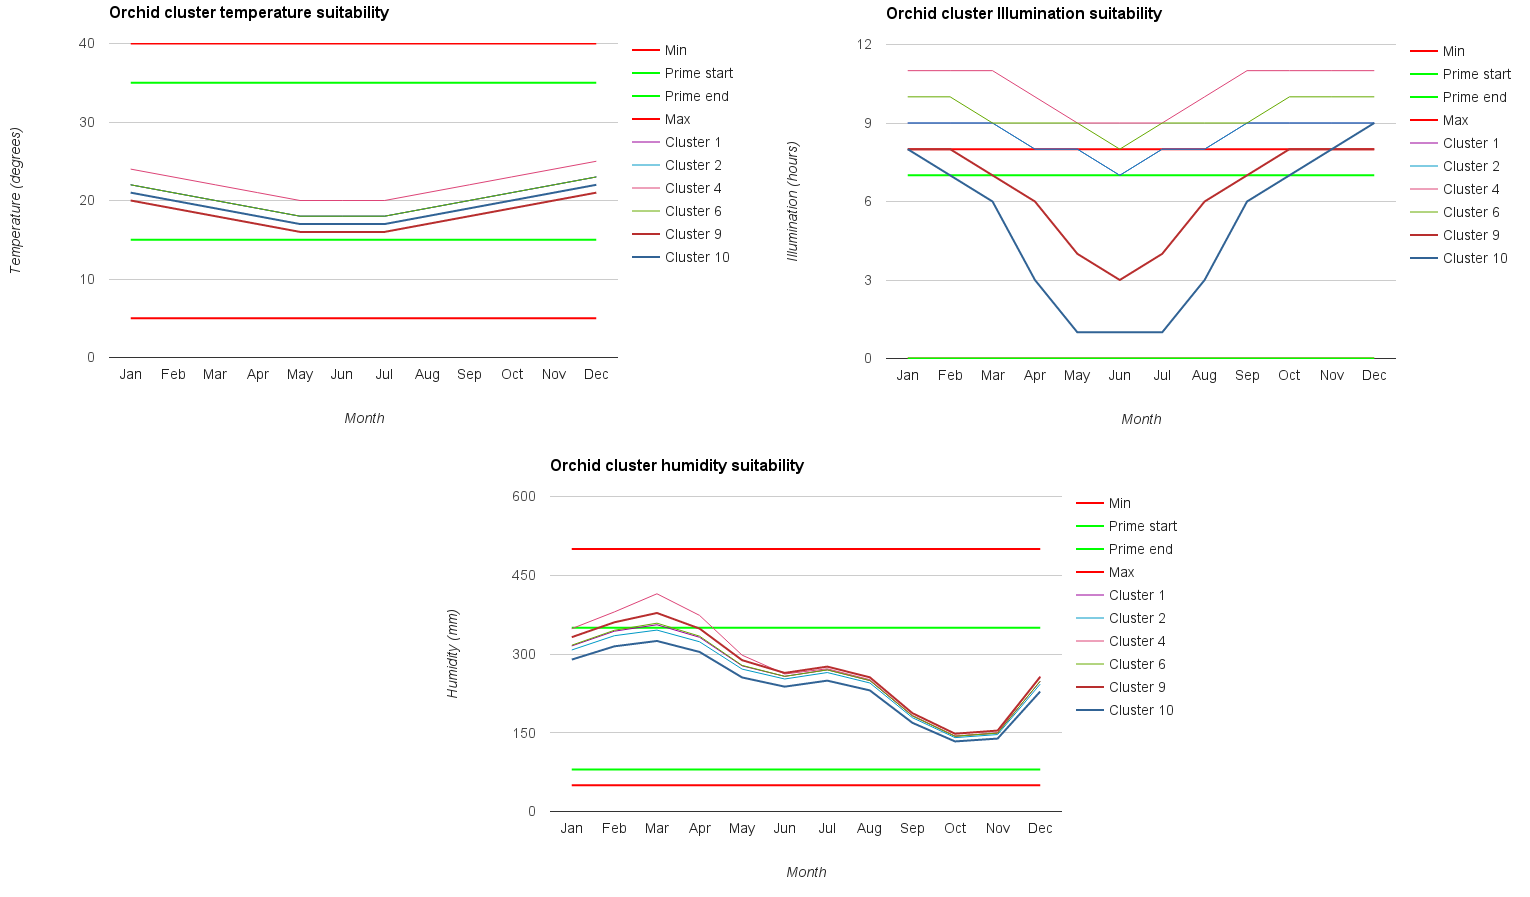 Orchid cluster temperature suitability
40
30
20
10
0
Temperature (degrees)
Jan Feb Mar Apr May Jun Jul Aug Sep Oct Nov Dec
Month
Min
Prime start
Prime end
Max
Cluster 1
Cluster 2
Cluster 4
Cluster 6
Cluster 9
Cluster 10
Orchid cluster Illumination suitability
12
9
6
3
0
Illumination (hours)
Jan Feb Mar Apr May Jun Jul Aug Sep Oct Nov Dec
Month
Min
Prime start
Prime end
Max
Cluster 1
Cluster 2
Cluster 4
Cluster 6
Cluster 9
Cluster 10
Orchid cluster humidity suitability
600
450
300
150
0
Humidity (mm)
Jan Feb Mar Apr May Jun Jul Aug Sep Oct Nov Dec
Month
Min
Prime start
Prime end
Max
Cluster 1
Cluster 2
Cluster 4
Cluster 6
Cluster 9
Cluster 10